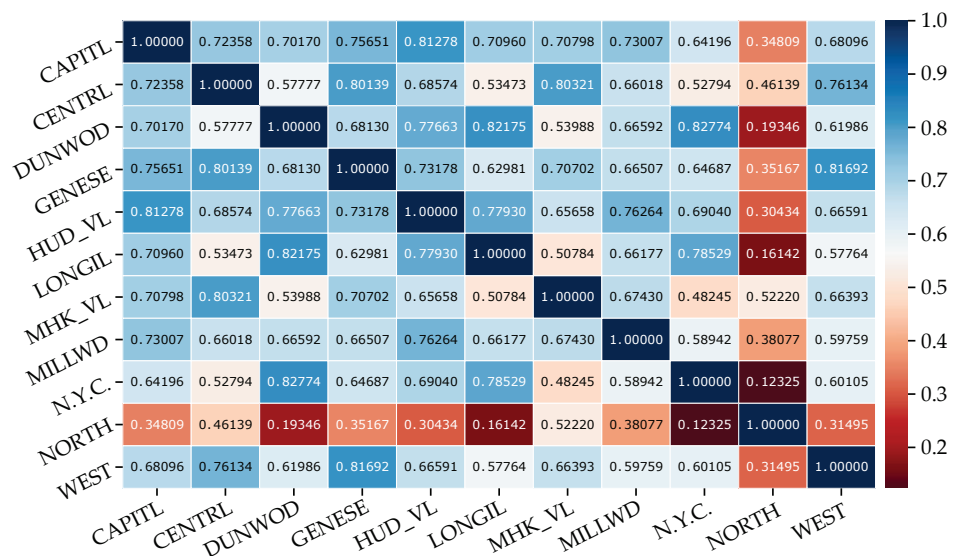 CAPITL 1.00000 0.72358 0.70170 0.75651 0.81278 0.70960 0.70798 0.73007 0.64196 0.34809 0.68096
CENTRL 0.72358 1.00000 0.57777 0.80139 0.68574 0.53473 0.80321 0.66018 0.52794 0.46139 0.76134
DUNWOD 0.70170 0.57777 1.00000 0.68130 0.77663 0.82175 0.53988 0.66592 0.82774 0.19346 0.61986
GENESE 0.75651 0.80139 0.68130 1.00000 0.73178 0.62981 0.70702 0.66507 0.64687 0.35167 0.81692
HUD_VL 0.81278 0.68574 0.77663 0.73178 1.00000 0.77930 0.65658 0.76264 0.69040 0.30434 0.66591
LONGIL 0.70960 0.53473 0.82175 0.62981 0.77930 1.00000 0.50784 0.66177 0.78529 0.16142 0.57764
MHK_VL 0.70798 0.80321 0.53988 0.70702 0.65658 0.50784 1.00000 0.67430 0.48245 0.52220 0.66393
MILLWD 0.73007 0.66018 0.66592 0.66507 0.76264 0.66177 0.67430 1.00000 0.58942 0.38077 0.59759
N.Y.C. 0.64196 0.52794 0.82774 0.64687 0.69040 0.78529 0.48245 0.58942 1.00000 0.12325 0.60105
NORTH 0.34809 0.46139 0.19346 0.35167 0.30434 0.16142 0.52220 0.38077 0.12325 1.00000 0.31495
WEST 0.68096 0.76134 0.61986 0.81692 0.66591 0.57764 0.66393 0.59759 0.60105 0.31495 1.00000
CAPITL CENTRL DUNWOD GENESE HUD_VL LONGIL MHK_VL MILLWD N.Y.C. NORTH WEST
1.0
0.9
0.8
0.7
0.6
0.5
0.4
0.3
0.2